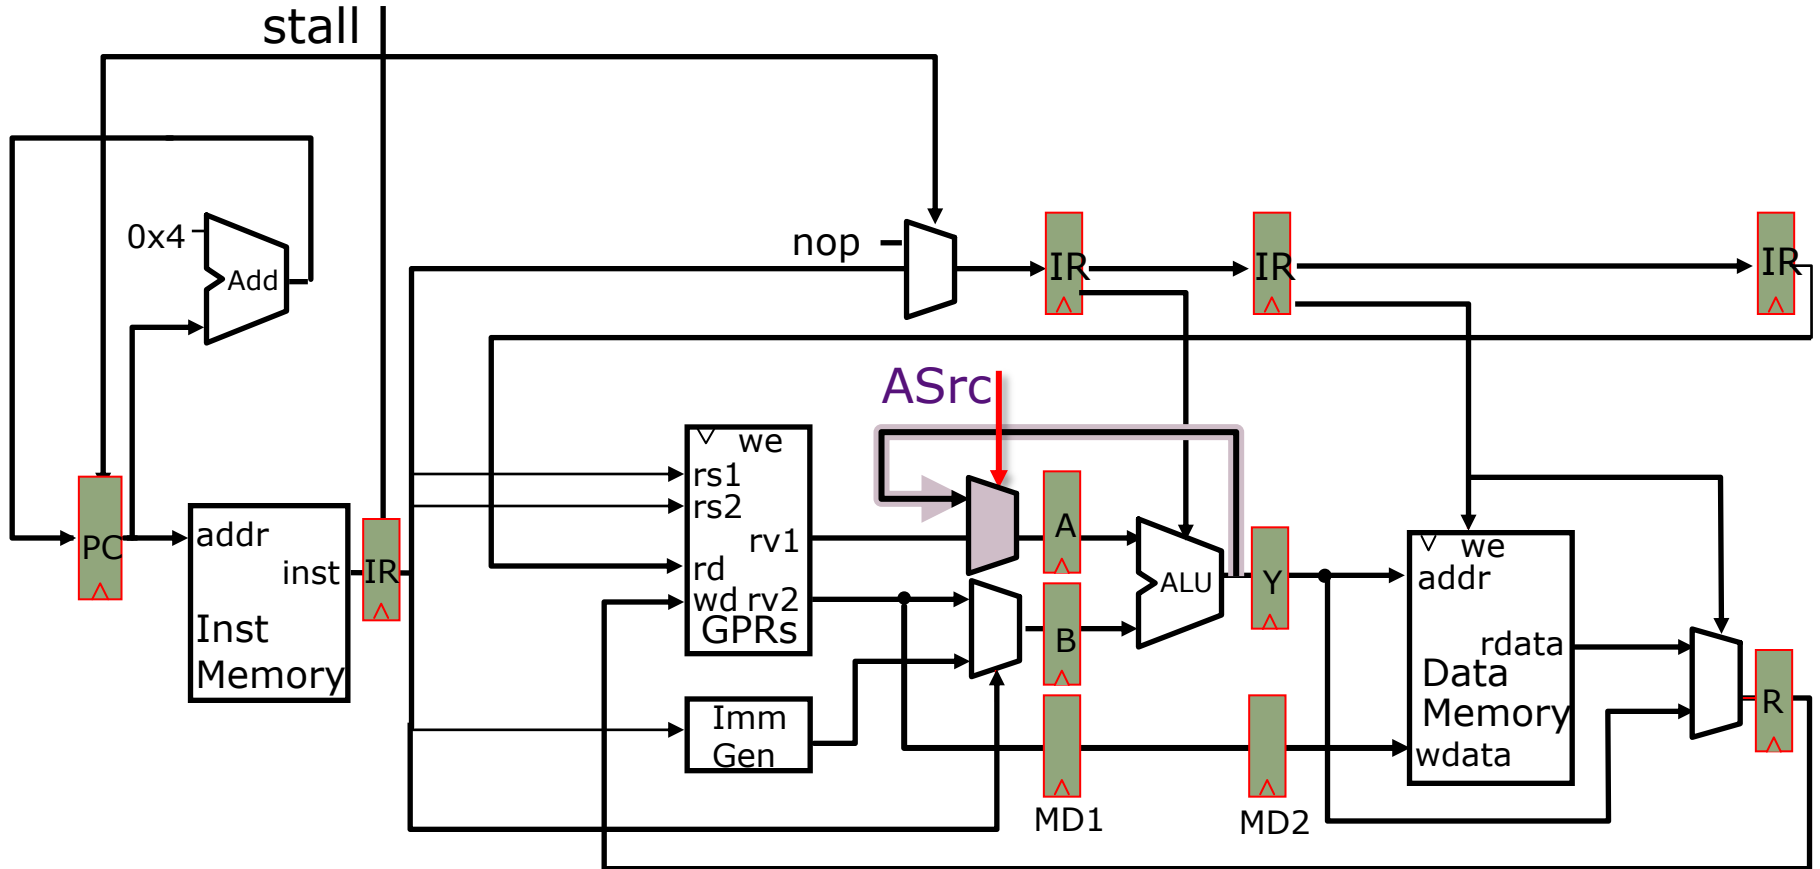 stall
0x4
Add
nop
IR
IR
IR
ASrc
we
rs1
rs2
rv1
rd
wd rv2
GPRs
PC
addr
inst
Inst
Memory
IR
A
B
ALU
Y
we
addr
rdata
Data
Memory
wdata
R
Imm
Gen
MD1
MD2